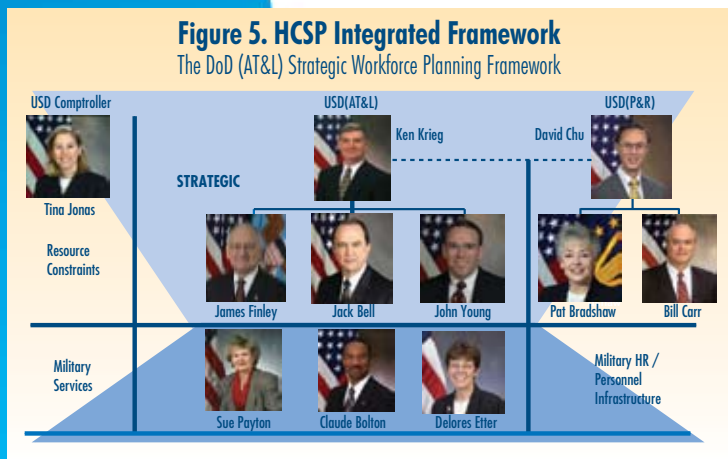 Figure 5. HCSP Integrated Framework
The DoD (AT&L) Strategic Workforce Planning Framework
USD Comptroller
USD(AT&L)
USD(P&R)
Ken Krieg
David Chu
STRATEGIC
Tina Jonas
Resource
Constraints
James Finley
Jack Bell
John Young
Pat Bradshaw
Bill Carr
Military
Services
Military HR /
Personnel
Infrastructure
Sue Payton
Claude Bolton
Delores Etter